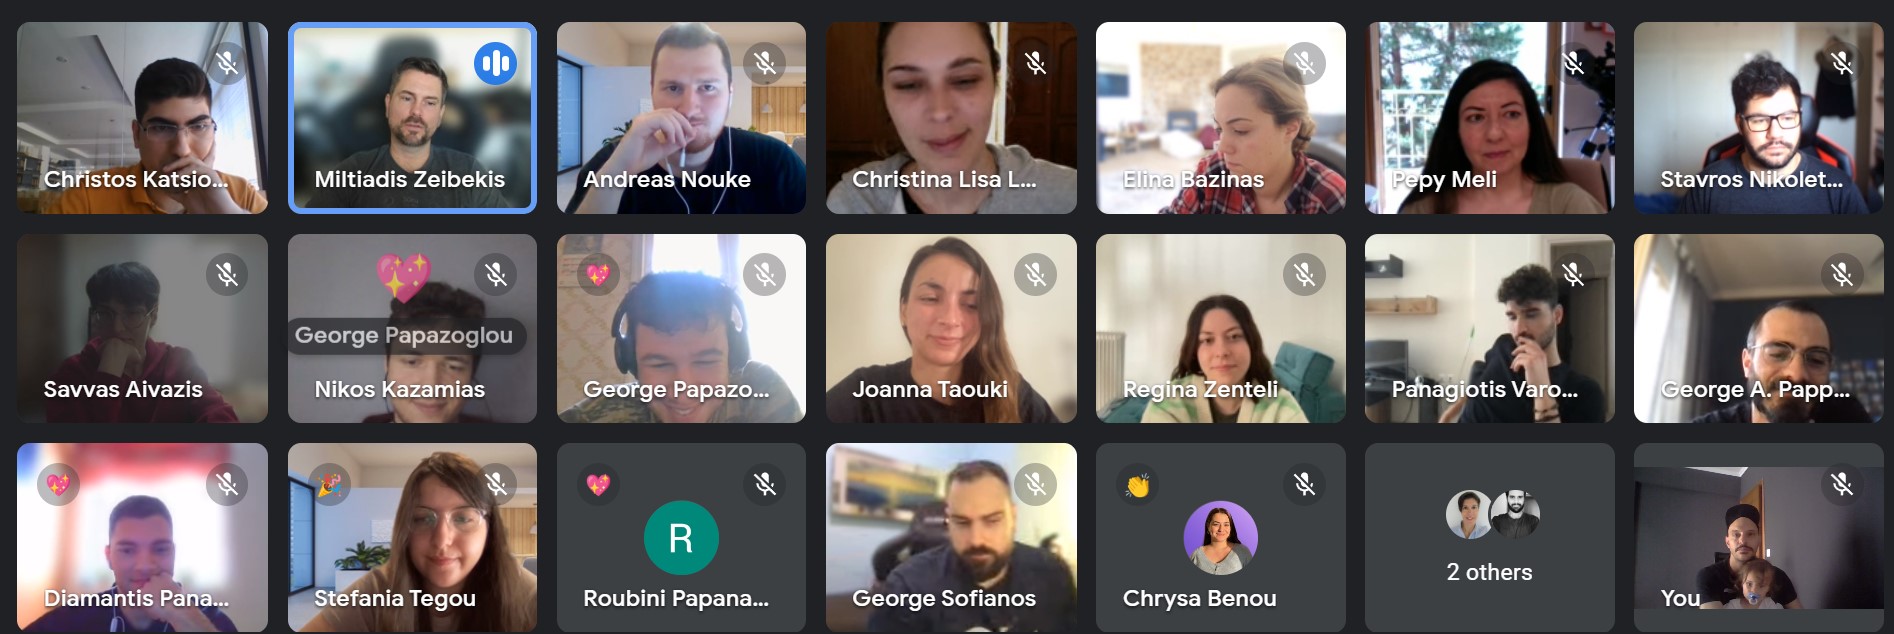 Christos Katsio...
Miltiadis Zeibekis
Andreas Nouke
Christina Lisa L...
Elina Bazinas
Pepy Meli
Stavros Nikolet...
Savvas Aivazis
George Papazoglou
Nikos Kazamias
George Papazo...
Joanna Taouki
Regina Zenteli
Panagiotis Varo...
George A. Papp...
Diamantis Pana...
Stefania Tegou
R
Roubini Papana...
George Sofianos
Chrysa Benou
2 others
You